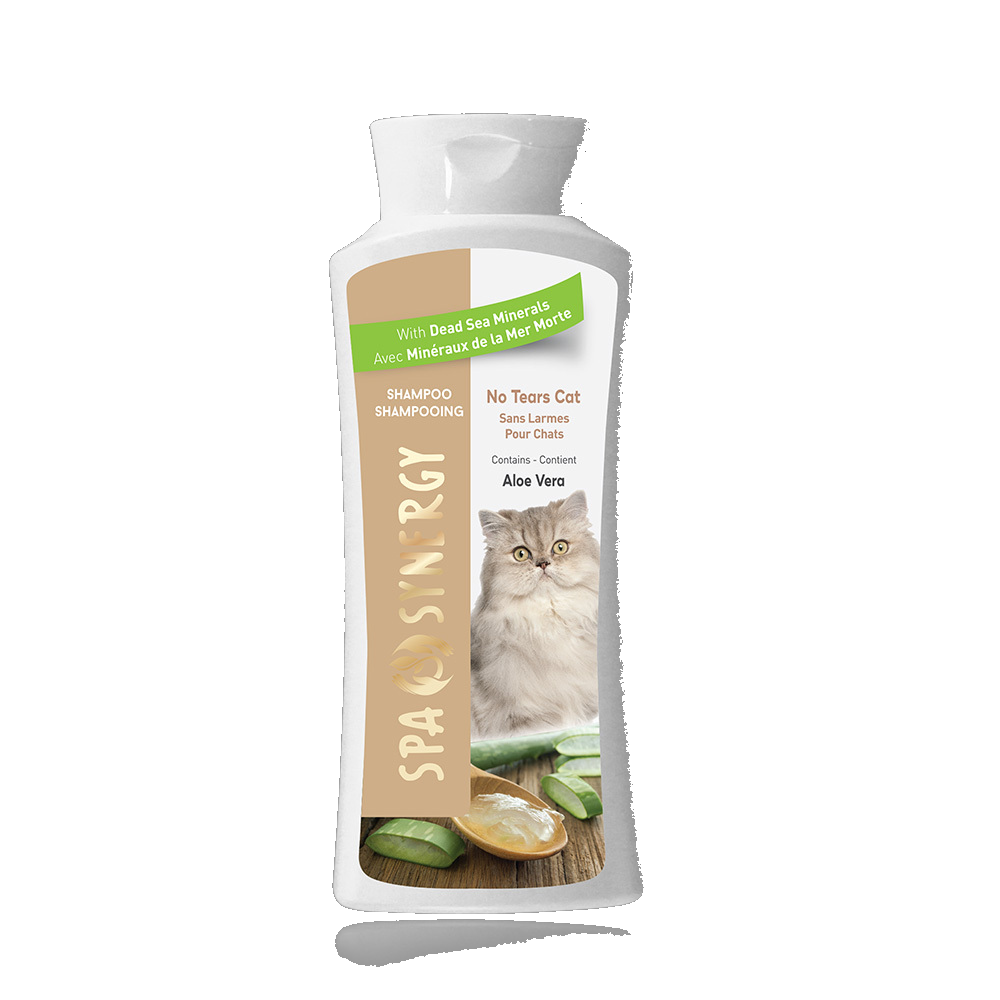 With Dead Sea Minerals
Avec Minéraux de la Mer Morte
SHAMPOO
SHAMPOOING
No Tears Cat
Sans Larmes
Pour Chats
Contains - Contient
Aloe Vera
SPA SYNERGY